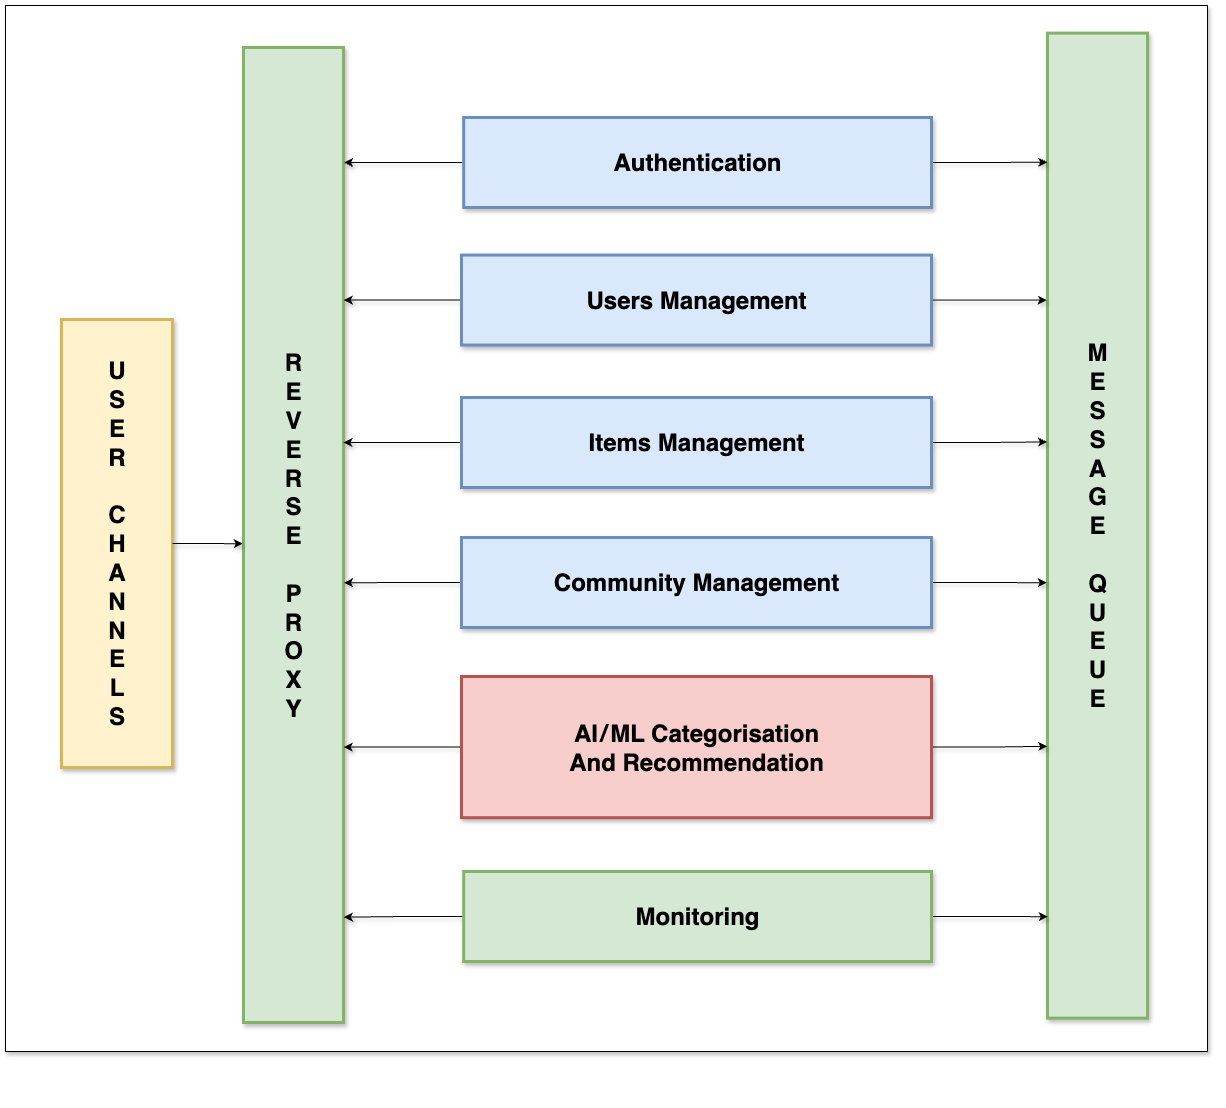 USER CHANNELS
REVERSE PROXY
Authentication
Users Management
Items Management
Community Management
AI/ML Categorisation
And Recommendation
Monitoring
MESSAGE QUEUE